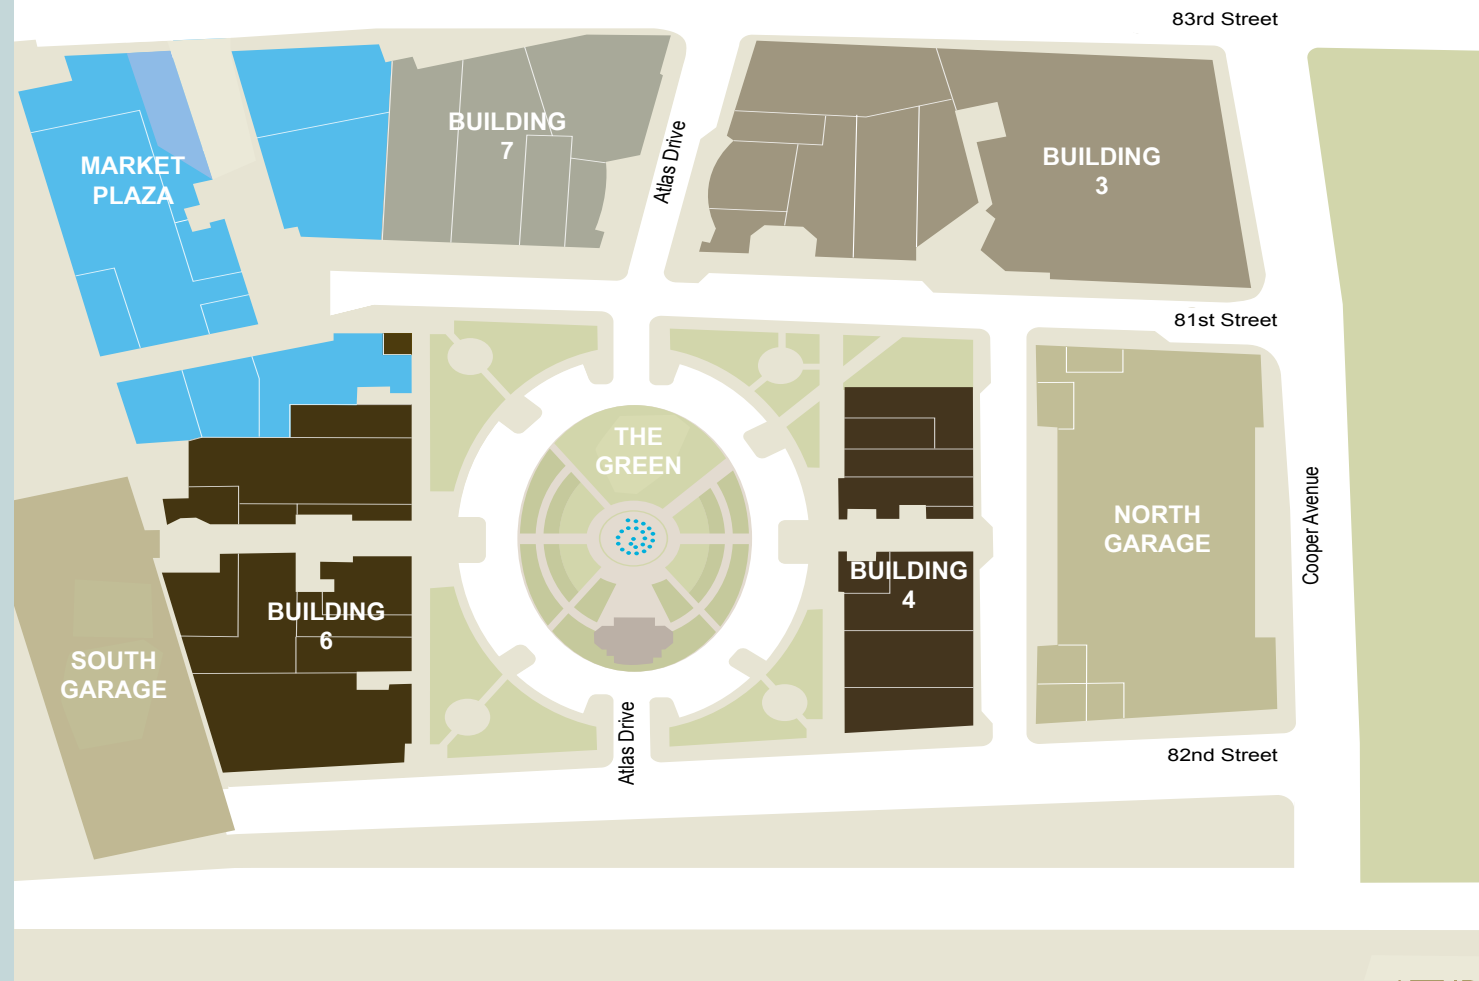 83rd Street
BUILDING
7
Atlas Drive
BUILDING
3
MARKET
PLAZA
81st Street
THE
GREEN
Cooper Avenue
NORTH
GARAGE
BUILDING
4
BUILDING
6
SOUTH
GARAGE
Atlas Drive
82nd Street